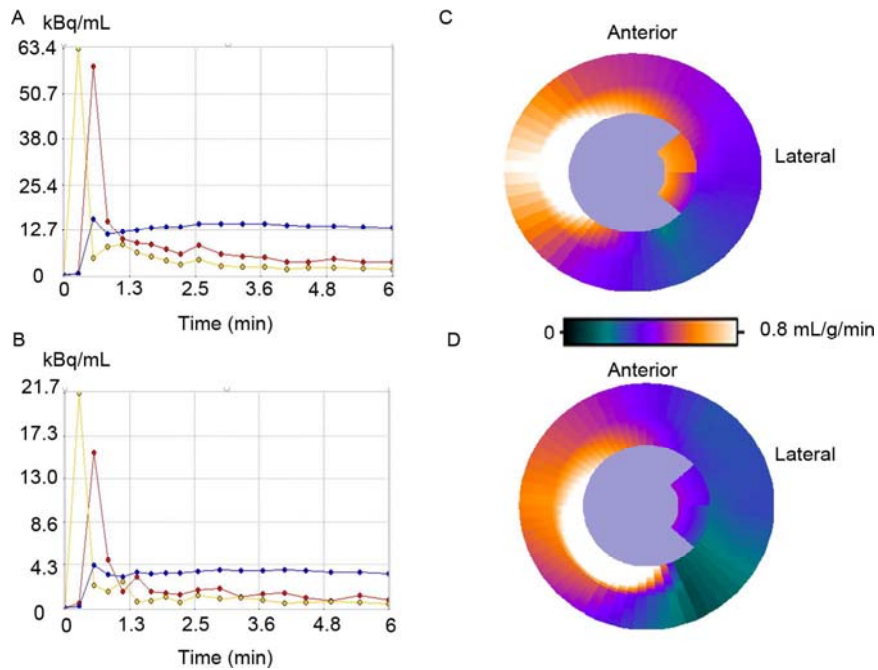 A
kBq/mL
63.4
50.7
38.0
25.4
12.7
0
0 1.3 2.5 3.6 4.8 6
Time (min)
B
kBq/mL
21.7
17.3
13.0
8.6
4.3
0
0 1.3 2.5 3.6 4.8 6
Time (min)
C
Anterior
Lateral
0 0.8 mL/g/min
D
Anterior
Lateral